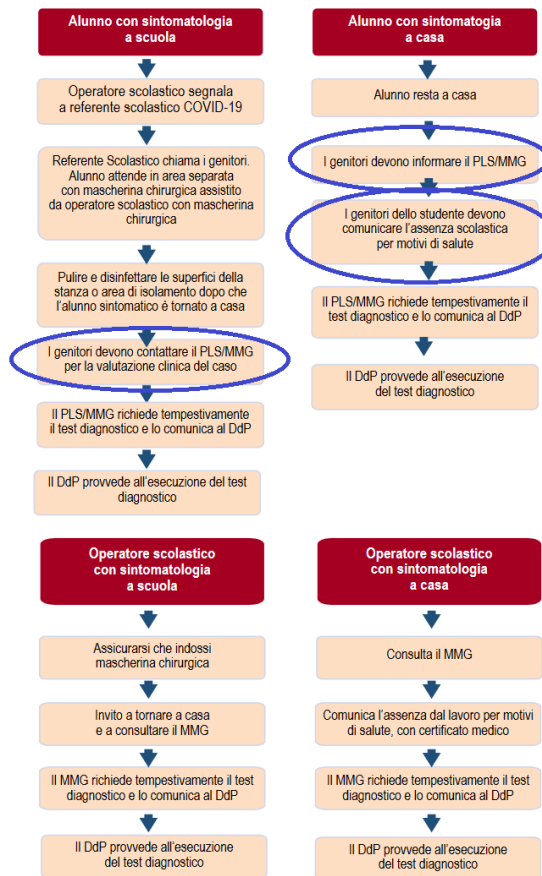 Alunno con sintomatologia
a scuola
Operatore scolastico segnala
a referente scolastico COVID-19
Referente Scolastico chiama i genitori.
Alunno attende in area separata
con mascherina chirurgica assistito
da operatore scolastico con mascherina
chirurgica
Pulire e disinfettare le superfici della
stanza o area di isolamento dopo che
l'alunno sintomatico è tornato a casa
I genitori devono contattare il PLS/MMG
per la valutazione clinica del caso
Il PLS/MMG richiede tempestivamente
il test diagnostico e lo comunica al DdP
Il DdP provvede all'esecuzione del test
diagnostico
Alunno con sintomatologia
a casa
Alunno resta a casa
I genitori devono informare il PLS/MMG
I genitori dello studente devono
comunicare l'assenza scolastica
per motivi di salute
Il PLS/MMG richiede tempestivamente il
test diagnostico e lo comunica al DdP
Il DdP provvede all'esecuzione
del test diagnostico
Operatore scolastico
con sintomatologia
a scuola
Assicurarsi che indossi
mascherina chirurgica
Invito a tornare a casa
e a consultare il MMG
Il MMG richiede tempestivamente il test
diagnostico e lo comunica al DdP
Il DdP provvede all'esecuzione
del test diagnostico
Operatore scolastico
con sintomatologia
a casa
Consulta il MMG
Comunica l'assenza dal lavoro per motivi
di salute, con certificato medico
Il MMG richiede tempestivamente il test
diagnostico e lo comunica al DdP
Il DdP provvede all'esecuzione
del test diagnostico